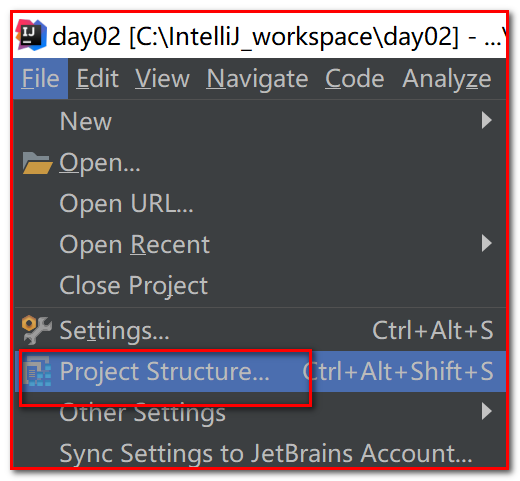 IJ
day02 [C:\IntelliJ_workspace\day02] - ...\
File Edit View Navigate Code Analyze
New
Open...
Open URL...
Open Recent
Close Project
Settings... Ctrl+Alt+S
Project Structure... Ctrl+Alt+Shift+S
Other Settings
Sync Settings to JetBrains Account...